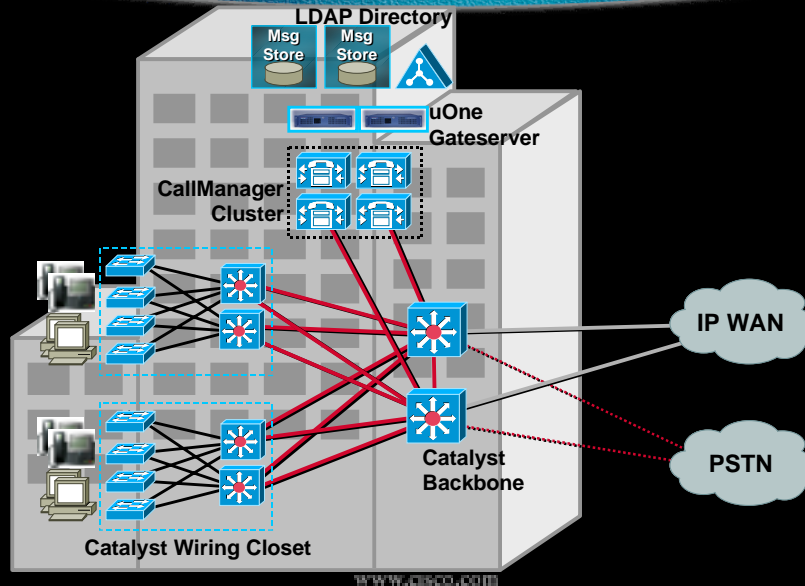 LDAP Directory
Msg
Store
Msg
Store
uOne
Gateserver
CallManager
Cluster
IP WAN
Catalyst
Backbone
PSTN
Catalyst Wiring Closet
www.cisco.com